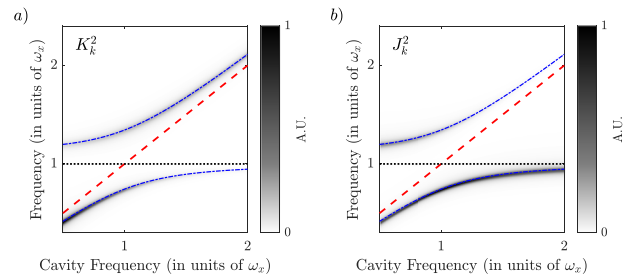 a)
K_k^2
Frequency (in units of ω_x)
2
1
1
2
Cavity Frequency (in units of ω_x)
1
0
A.U.
b)
J_k^2
Frequency (in units of ω_x)
2
1
1
2
Cavity Frequency (in units of ω_x)
1
0
A.U.